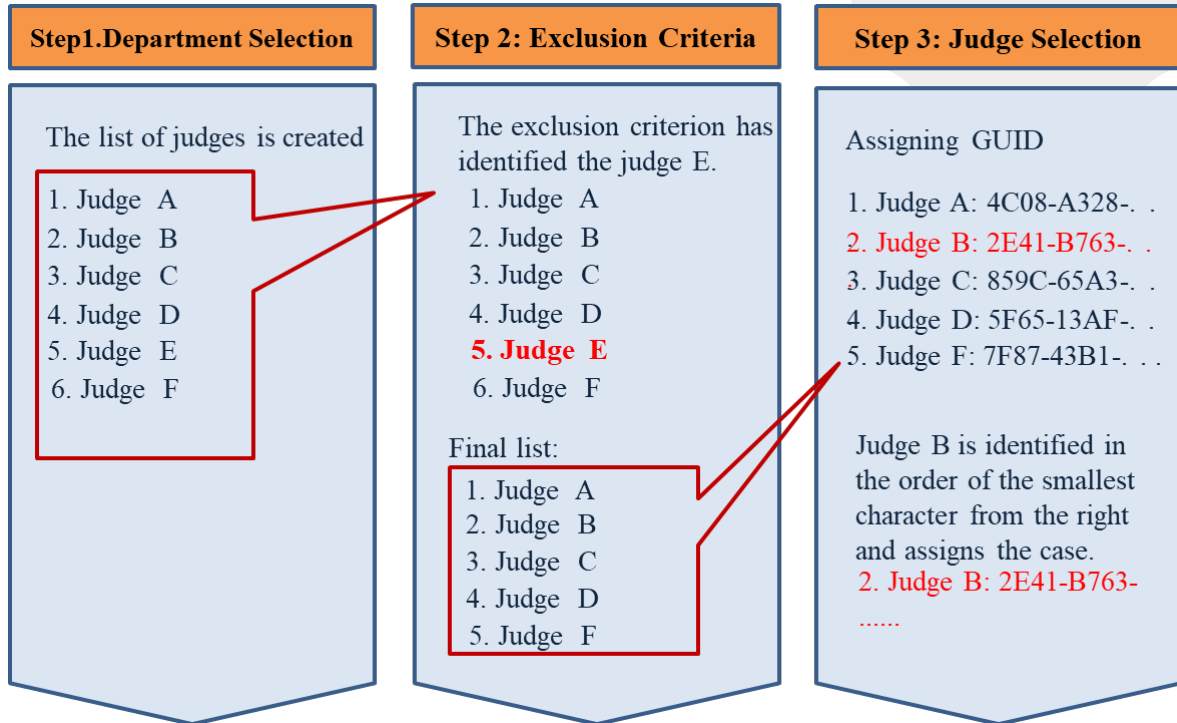 Step1.Department Selection
The list of judges is created
1. Judge A
2. Judge B
3. Judge C
4. Judge D
5. Judge E
6. Judge F
Step 2: Exclusion Criteria
The exclusion criterion has
identified the judge E.
1. Judge A
2. Judge B
3. Judge C
4. Judge D
5. Judge E
6. Judge F
Final list:
1. Judge A
2. Judge B
3. Judge C
4. Judge D
5. Judge F
Step 3: Judge Selection
Assigning GUID
1. Judge A: 4C08-A328-. .
.
2. Judge B: 2E41-B763-. .
.
3. Judge C: 859C-65A3-. .
4. Judge D: 5F65-13AF-. .
5. Judge F: 7F87-43B1-. . .
Judge B is identified in
the order of the smallest
character from the right
and assigns the case.
2. Judge B: 2E41-B763-
......